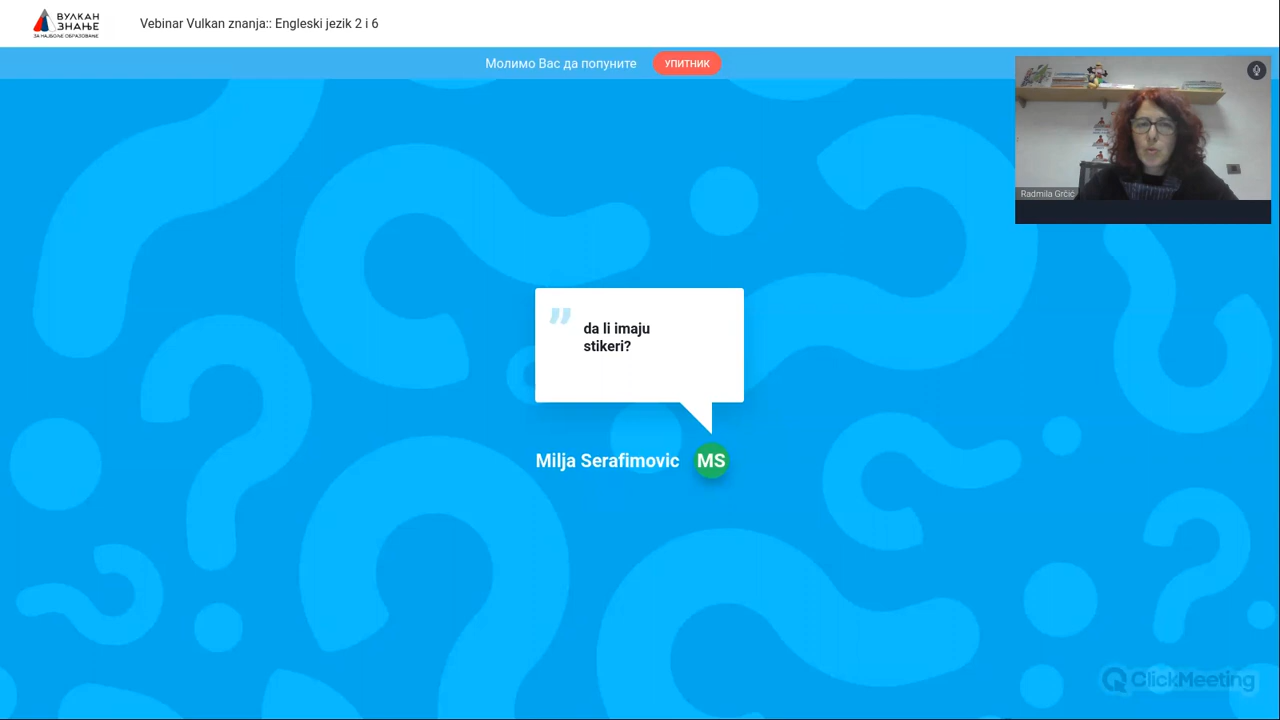 ВУЛКАН
ЗНАЊЕ
ЗА НАЈБОЉЕ ОБРАЗОВАЊЕ
Vebinar Vulkan znanja:: Engleski jezik 2 i 6
Молимо Вас да попуните
УПИТНИК
Radmila Grčić
da li imaju
stikeri?
Milja Serafimovic
MS
ClickMeeting